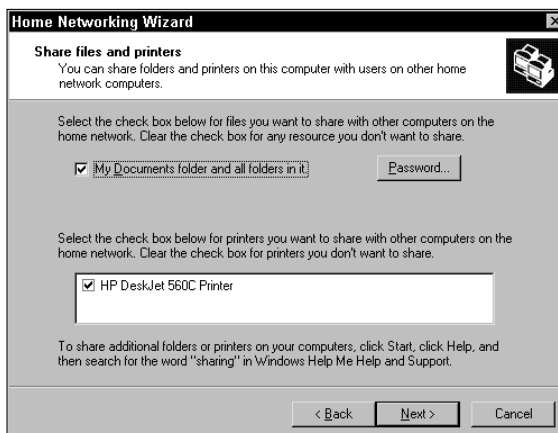 Home Networking Wizard
Share files and printers
You can share folders and printers on this computer with users on other home
network computers.
Select the check box below for files you want to share with other computers on the
home network. Clear the check box for any resource you don't want to share.
My Documents folder and all folders in it.
Password...
Select the check box below for printers you want to share with other computers on the
home network. Clear the check box for printers you don't want to share.
HP DeskJet 560C Printer
To share additional folders or printers on your computers, click Start, click Help, and
then search for the word "sharing" in Windows Help Me Help and Support.
< Back
Next >
Cancel